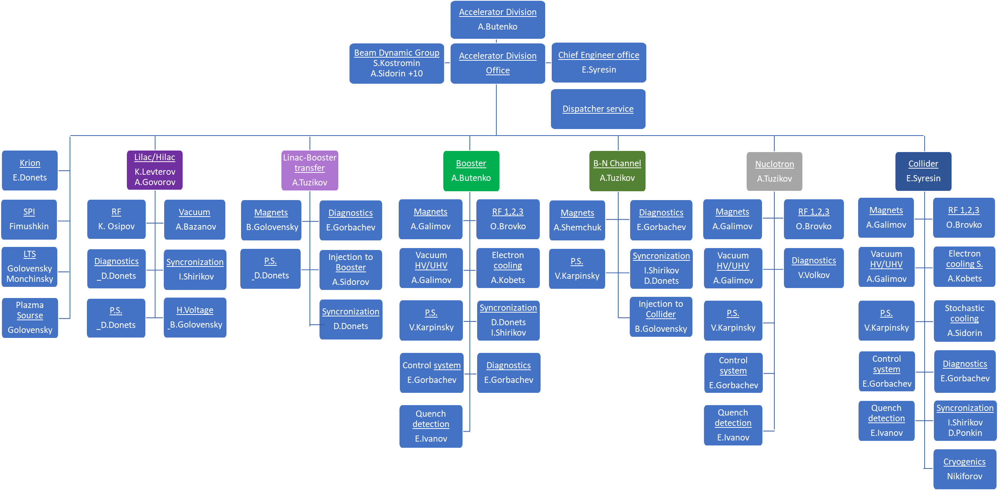 Accelerator Division
A.Butenko
Beam Dynamic Group
S.Kostromin
A.Sidorin +10
Accelerator Division
Office
Chief Engineer office
E.Syresin
Dispatcher service
Krion
E.Donets
SPI
Fimushkin
LTS
Golovensky
Monchinsky
Plazma
Sourse
Golovensky
Lilac/Hilac
K.Levterov
A.Govorov
RF
K. Osipov
Vacuum
A.Bazanov
Diagnostics
_D.Donets
Syncronization
I.Shirikov
P.S.
_D.Donets
H.Voltage
_B.Golovensky
Linac-Booster
transfer
A.Tuzikov
Magnets
B.Golovensky
Diagnostics
E.Gorbachev
P.S.
_D.Donets
Injection to
Booster
A.Sidorov
Syncronization
D.Donets
Booster
A.Butenko
Magnets
A.Galimov
RF 1,2,3
O.Brovko
Vacuum
HV/UHV
A.Galimov
Electron
cooling
A.Kobets
P.S.
V.Karpinsky
Syncronization
D.Donets
I.Shirikov
Control system
E.Gorbachev
Diagnostics
E.Gorbachev
Quench
detection
E.Ivanov
B-N Channel
A.Tuzikov
Magnets
A.Shemchuk
Diagnostics
E.Gorbachev
P.S.
V.Karpinsky
Syncronization
I.Shirikov
D.Donets
Injection to
Collider
B.Golovensky
Nuclotron
A.Tuzikov
Magnets
A.Galimov
RF 1,2,3
O.Brovko
Vacuum
HV/UHV
A.Galimov
Diagnostics
V.Volkov
P.S.
V.Karpinsky
Control
system
E.Gorbachev
Quench
detection
E.Ivanov
Collider
E.Syresin
Magnets
A.Galimov
RF 1,2,3
O.Brovko
Vacuum
HV/UHV
A.Galimov
Electron
cooling S.
A.Kobets
P.S.
V.Karpinsky
Stochastic
cooling
A.Sidorin
Control
system
E.Gorbachev
Diagnostics
E.Gorbachev
Quench
detection
E.Ivanov
Syncronization
I.Shirikov
D.Ponkin
Cryogenics
Nikiforov